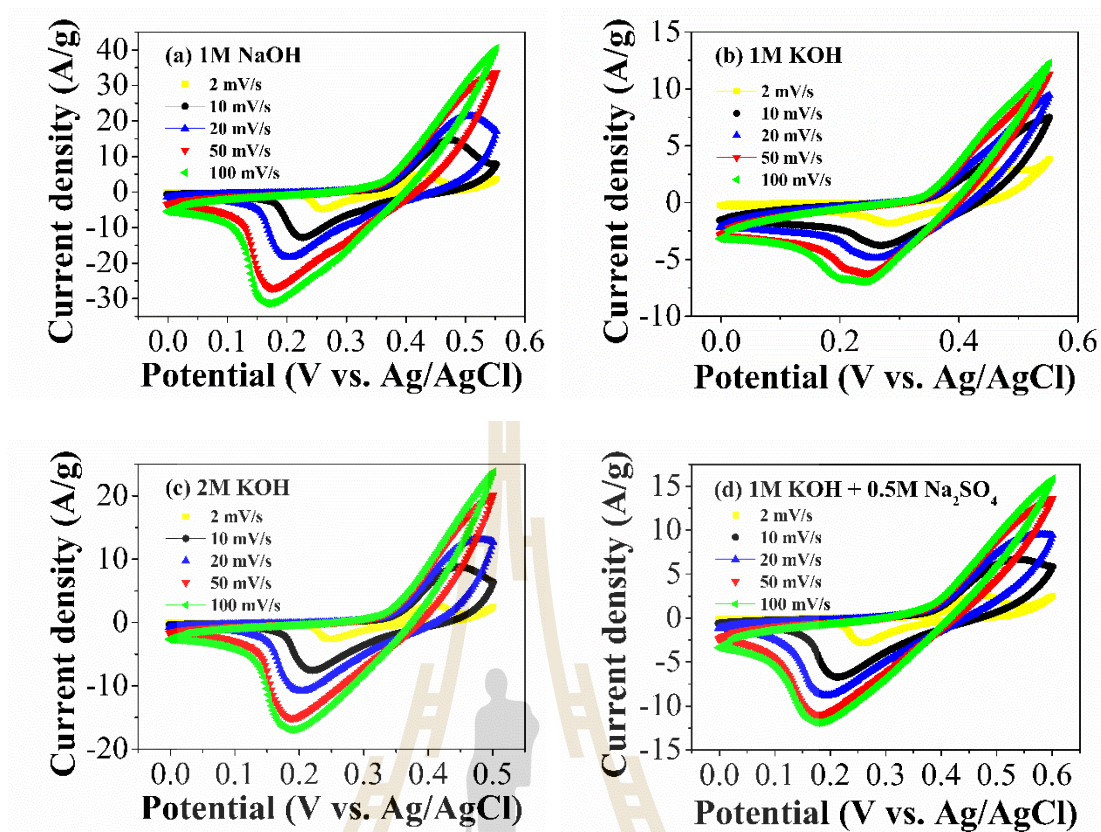 (a) 1M NaOH
2 mV/s
10 mV/s
20 mV/s
50 mV/s
100 mV/s
40
30
20
10
0
-10
-20
-30
Current density (A/g)
0.0 0.1 0.2 0.3 0.4 0.5 0.6
Potential (V vs. Ag/AgCl)
(b) 1M KOH
2 mV/s
10 mV/s
20 mV/s
50 mV/s
100 mV/s
15
10
5
0
-5
-10
Current density (A/g)
0.0 0.2 0.4 0.6
Potential (V vs. Ag/AgCl)
(c) 2M KOH
2 mV/s
10 mV/s
20 mV/s
50 mV/s
100 mV/s
20
10
0
-10
-20
Current density (A/g)
0.0 0.1 0.2 0.3 0.4 0.5
Potential (V vs. Ag/AgCl)
(d) 1M KOH + 0.5M Na₂SO₄
2 mV/s
10 mV/s
20 mV/s
50 mV/s
100 mV/s
15
10
5
0
-5
-10
-15
Current density (A/g)
0.0 0.1 0.2 0.3 0.4 0.5 0.6
Potential (V vs. Ag/AgCl)